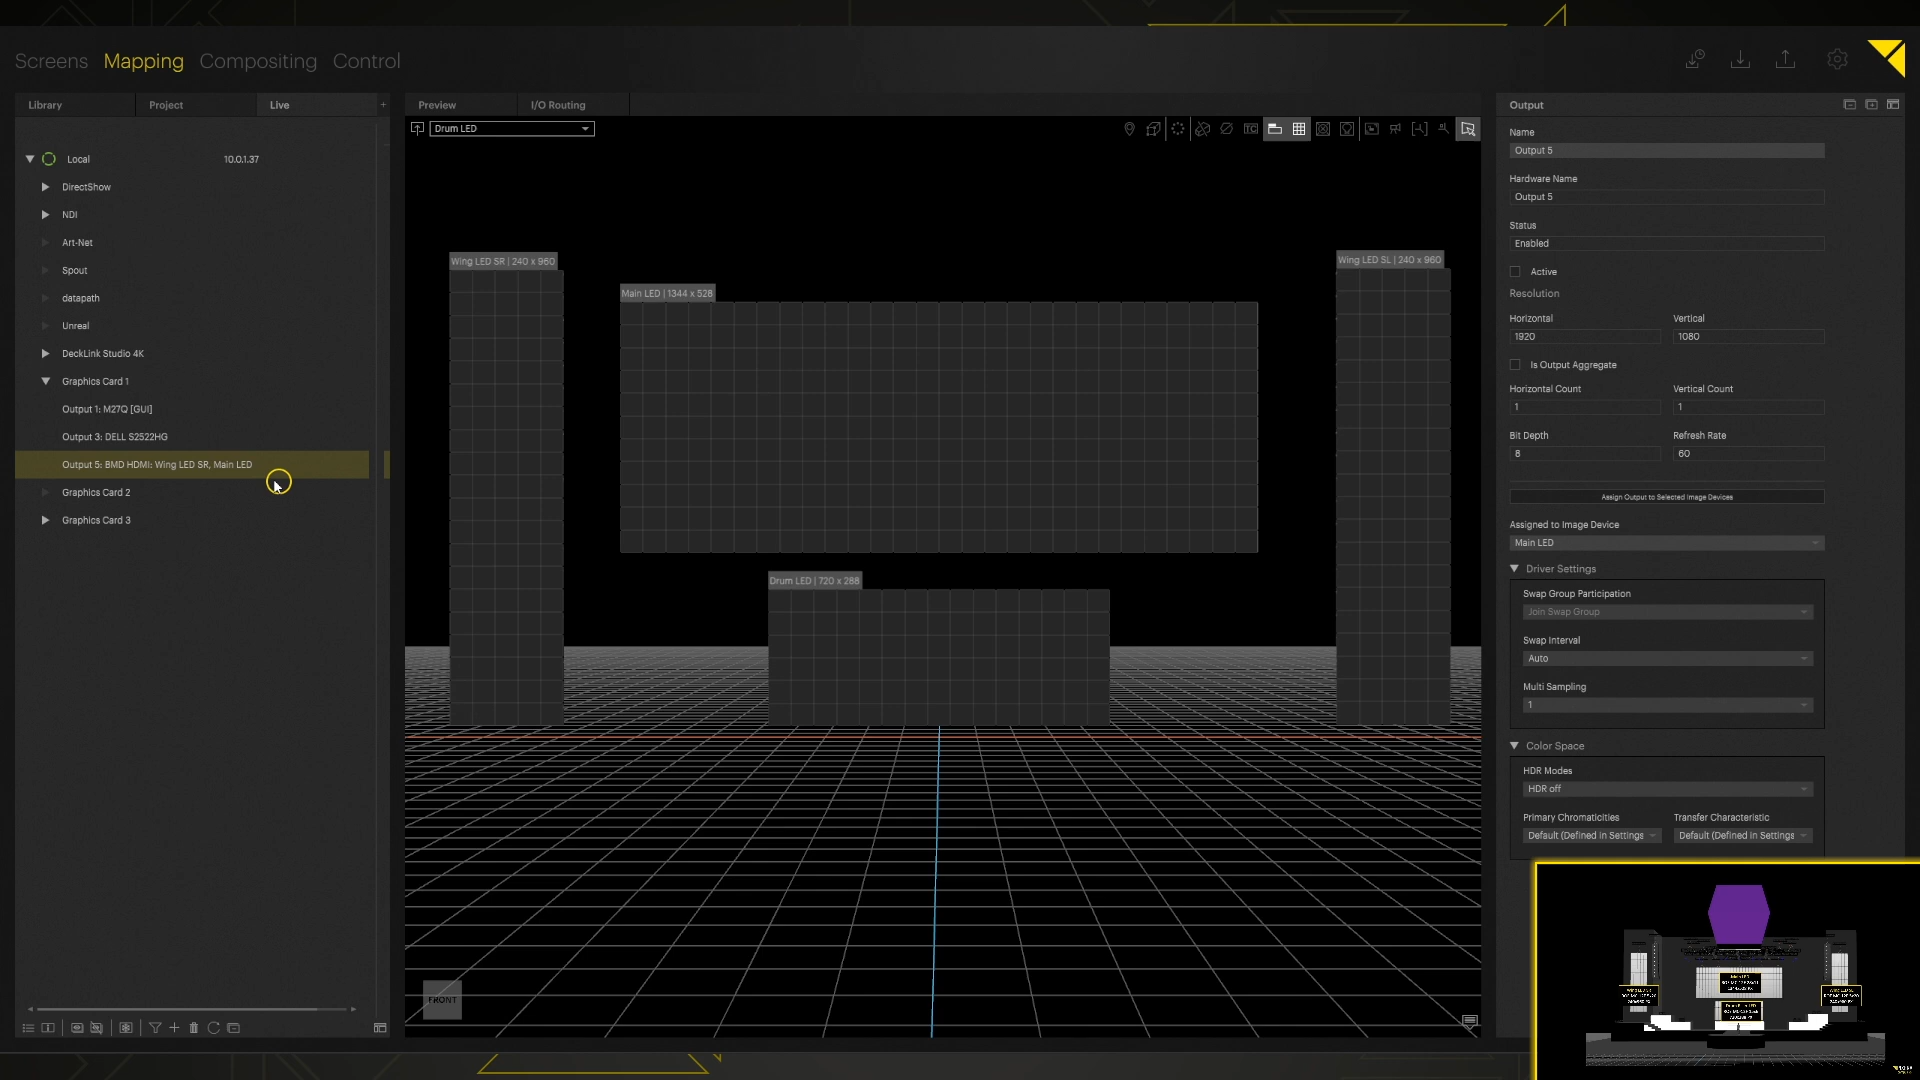 Screens Mapping Compositing Control
Library Project Live +
Local 10.0.1.37
DirectShow
NDI
Art-Net
Spout
datapath
Unreal
DeckLink Studio 4K
Graphics Card 1
Output 1: M27Q [GUI]
Output 3: DELL S2522HG
Output 5: BMD HDMI: Wing LED SR, Main LED
Graphics Card 2
Graphics Card 3
Preview I/O Routing
Drum LED
TC
Wing LED SR | 240 x 960
Main LED | 1344 x 528
Wing LED SL | 240 x 960
Drum LED | 720 x 288
FRONT
Output
Name
Output 5
Hardware Name
Output 5
Status
Enabled
Active
Resolution
Horizontal Vertical
1920 1080
Is Output Aggregate
Horizontal Count Vertical Count
1 1
Bit Depth Refresh Rate
8 60
Assign Output to Selected Image Devices
Assigned to Image Device
Main LED
Driver Settings
Swap Group Participation
Join Swap Group
Swap Interval
Auto
Multi Sampling
1
Color Space
HDR Modes
HDR off
Primary Chromaticities Transfer Characteristic
Default (Defined in Settings Default (Defined in Settings